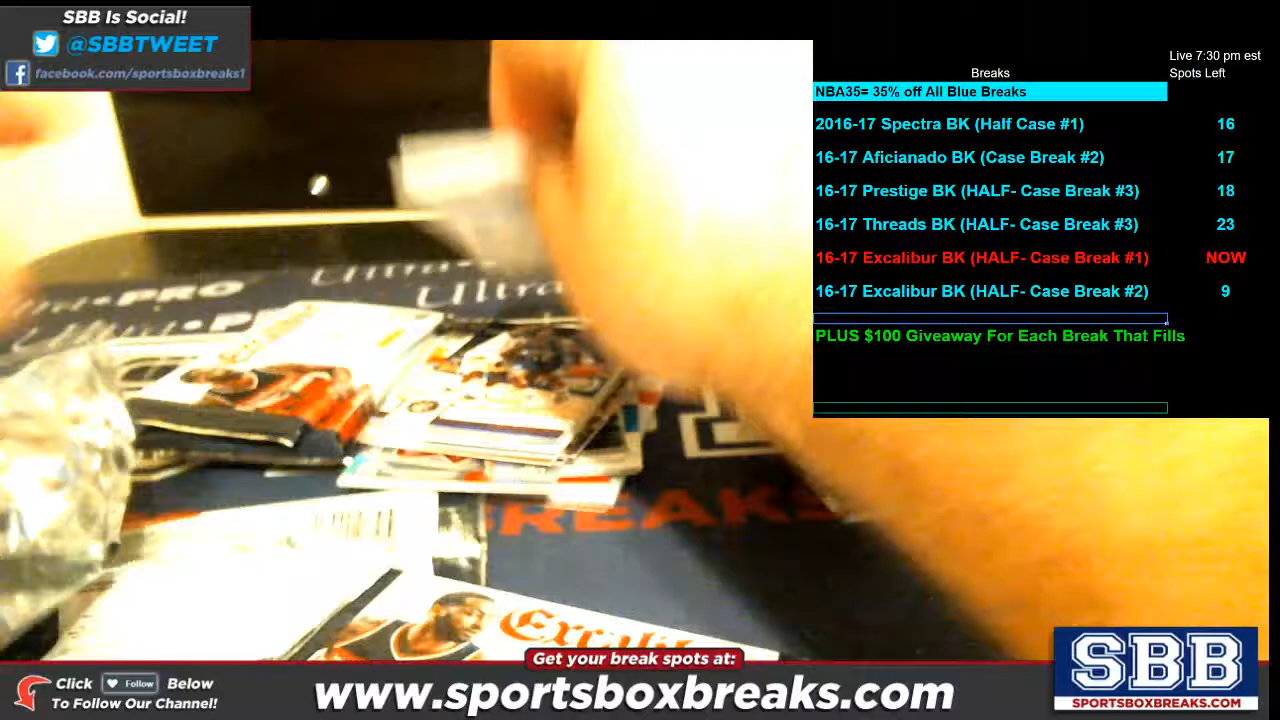 SBB Is Social!
@SBBTWEET
facebook.com/sportsboxbreaks1
Live 7:30 pm est
Breaks Spots Left
NBA35= 35% off All Blue Breaks
2016-17 Spectra BK (Half Case #1) 16
16-17 Aficianado BK (Case Break #2) 17
16-17 Prestige BK (HALF- Case Break #3) 18
16-17 Threads BK (HALF- Case Break #3) 23
16-17 Excalibur BK (HALF- Case Break #1) NOW
16-17 Excalibur BK (HALF- Case Break #2) 9
PLUS $100 Giveaway For Each Break That Fills
PRO
Ultra
BREAKS
Get your break spots at:
Click Follow Below
To Follow Our Channel!
www.sportsboxbreaks.com
SBB
SPORTSBOXBREAKS.COM